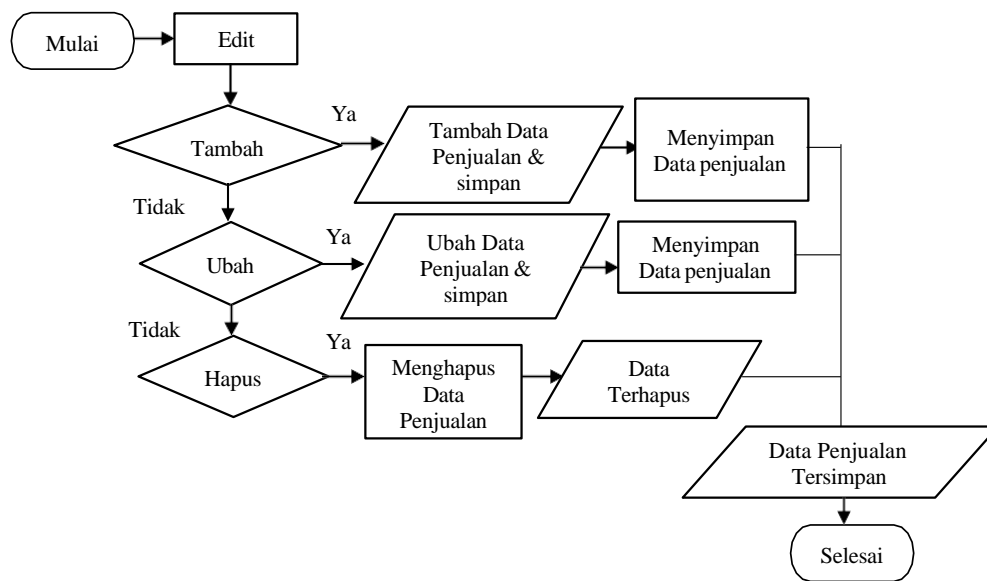 Mulai
Edit
Tambah
Ya
Tambah Data
Penjualan &
simpan
Menyimpan
Data penjualan
Tidak
Ubah
Ya
Ubah Data
Penjualan &
simpan
Menyimpan
Data penjualan
Tidak
Hapus
Ya
Menghapus
Data
Penjualan
Data
Terhapus
Data Penjualan
Tersimpan
Selesai